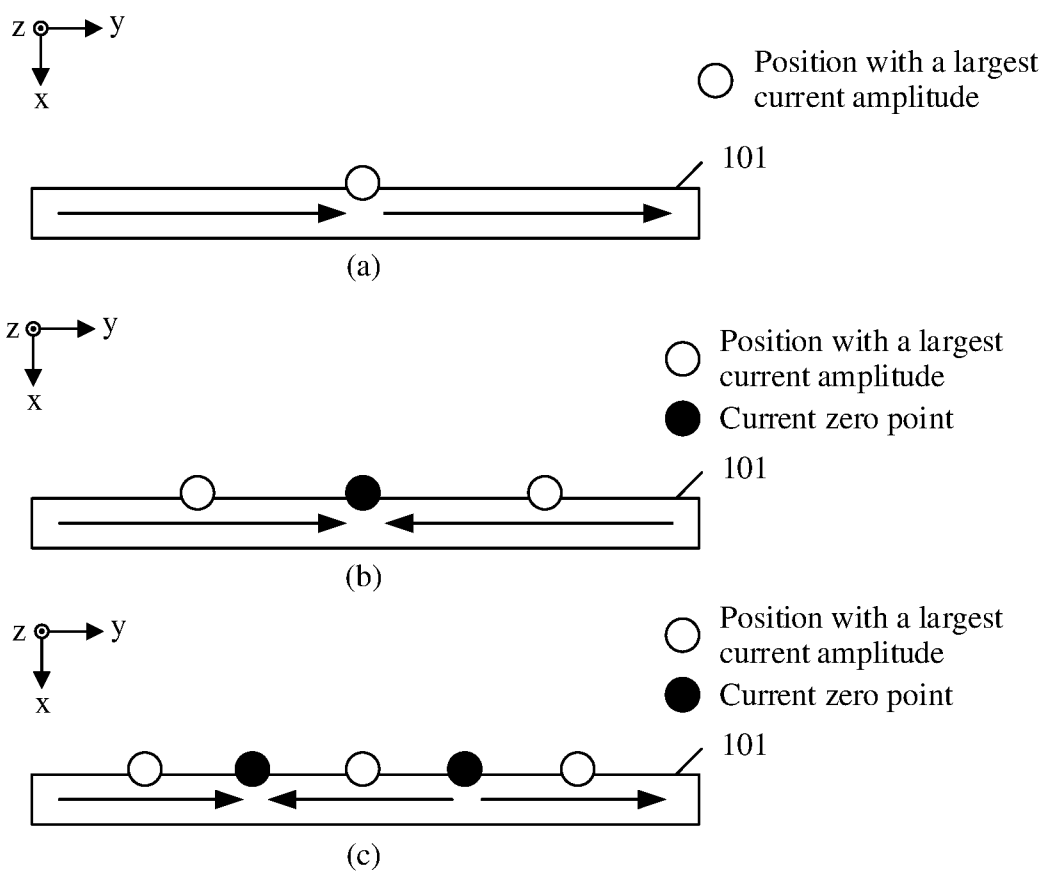 z y
x
Position with a largest
current amplitude
101
(a)
z y
x
Position with a largest
current amplitude
Current zero point
101
(b)
z y
x
Position with a largest
current amplitude
Current zero point
101
(c)